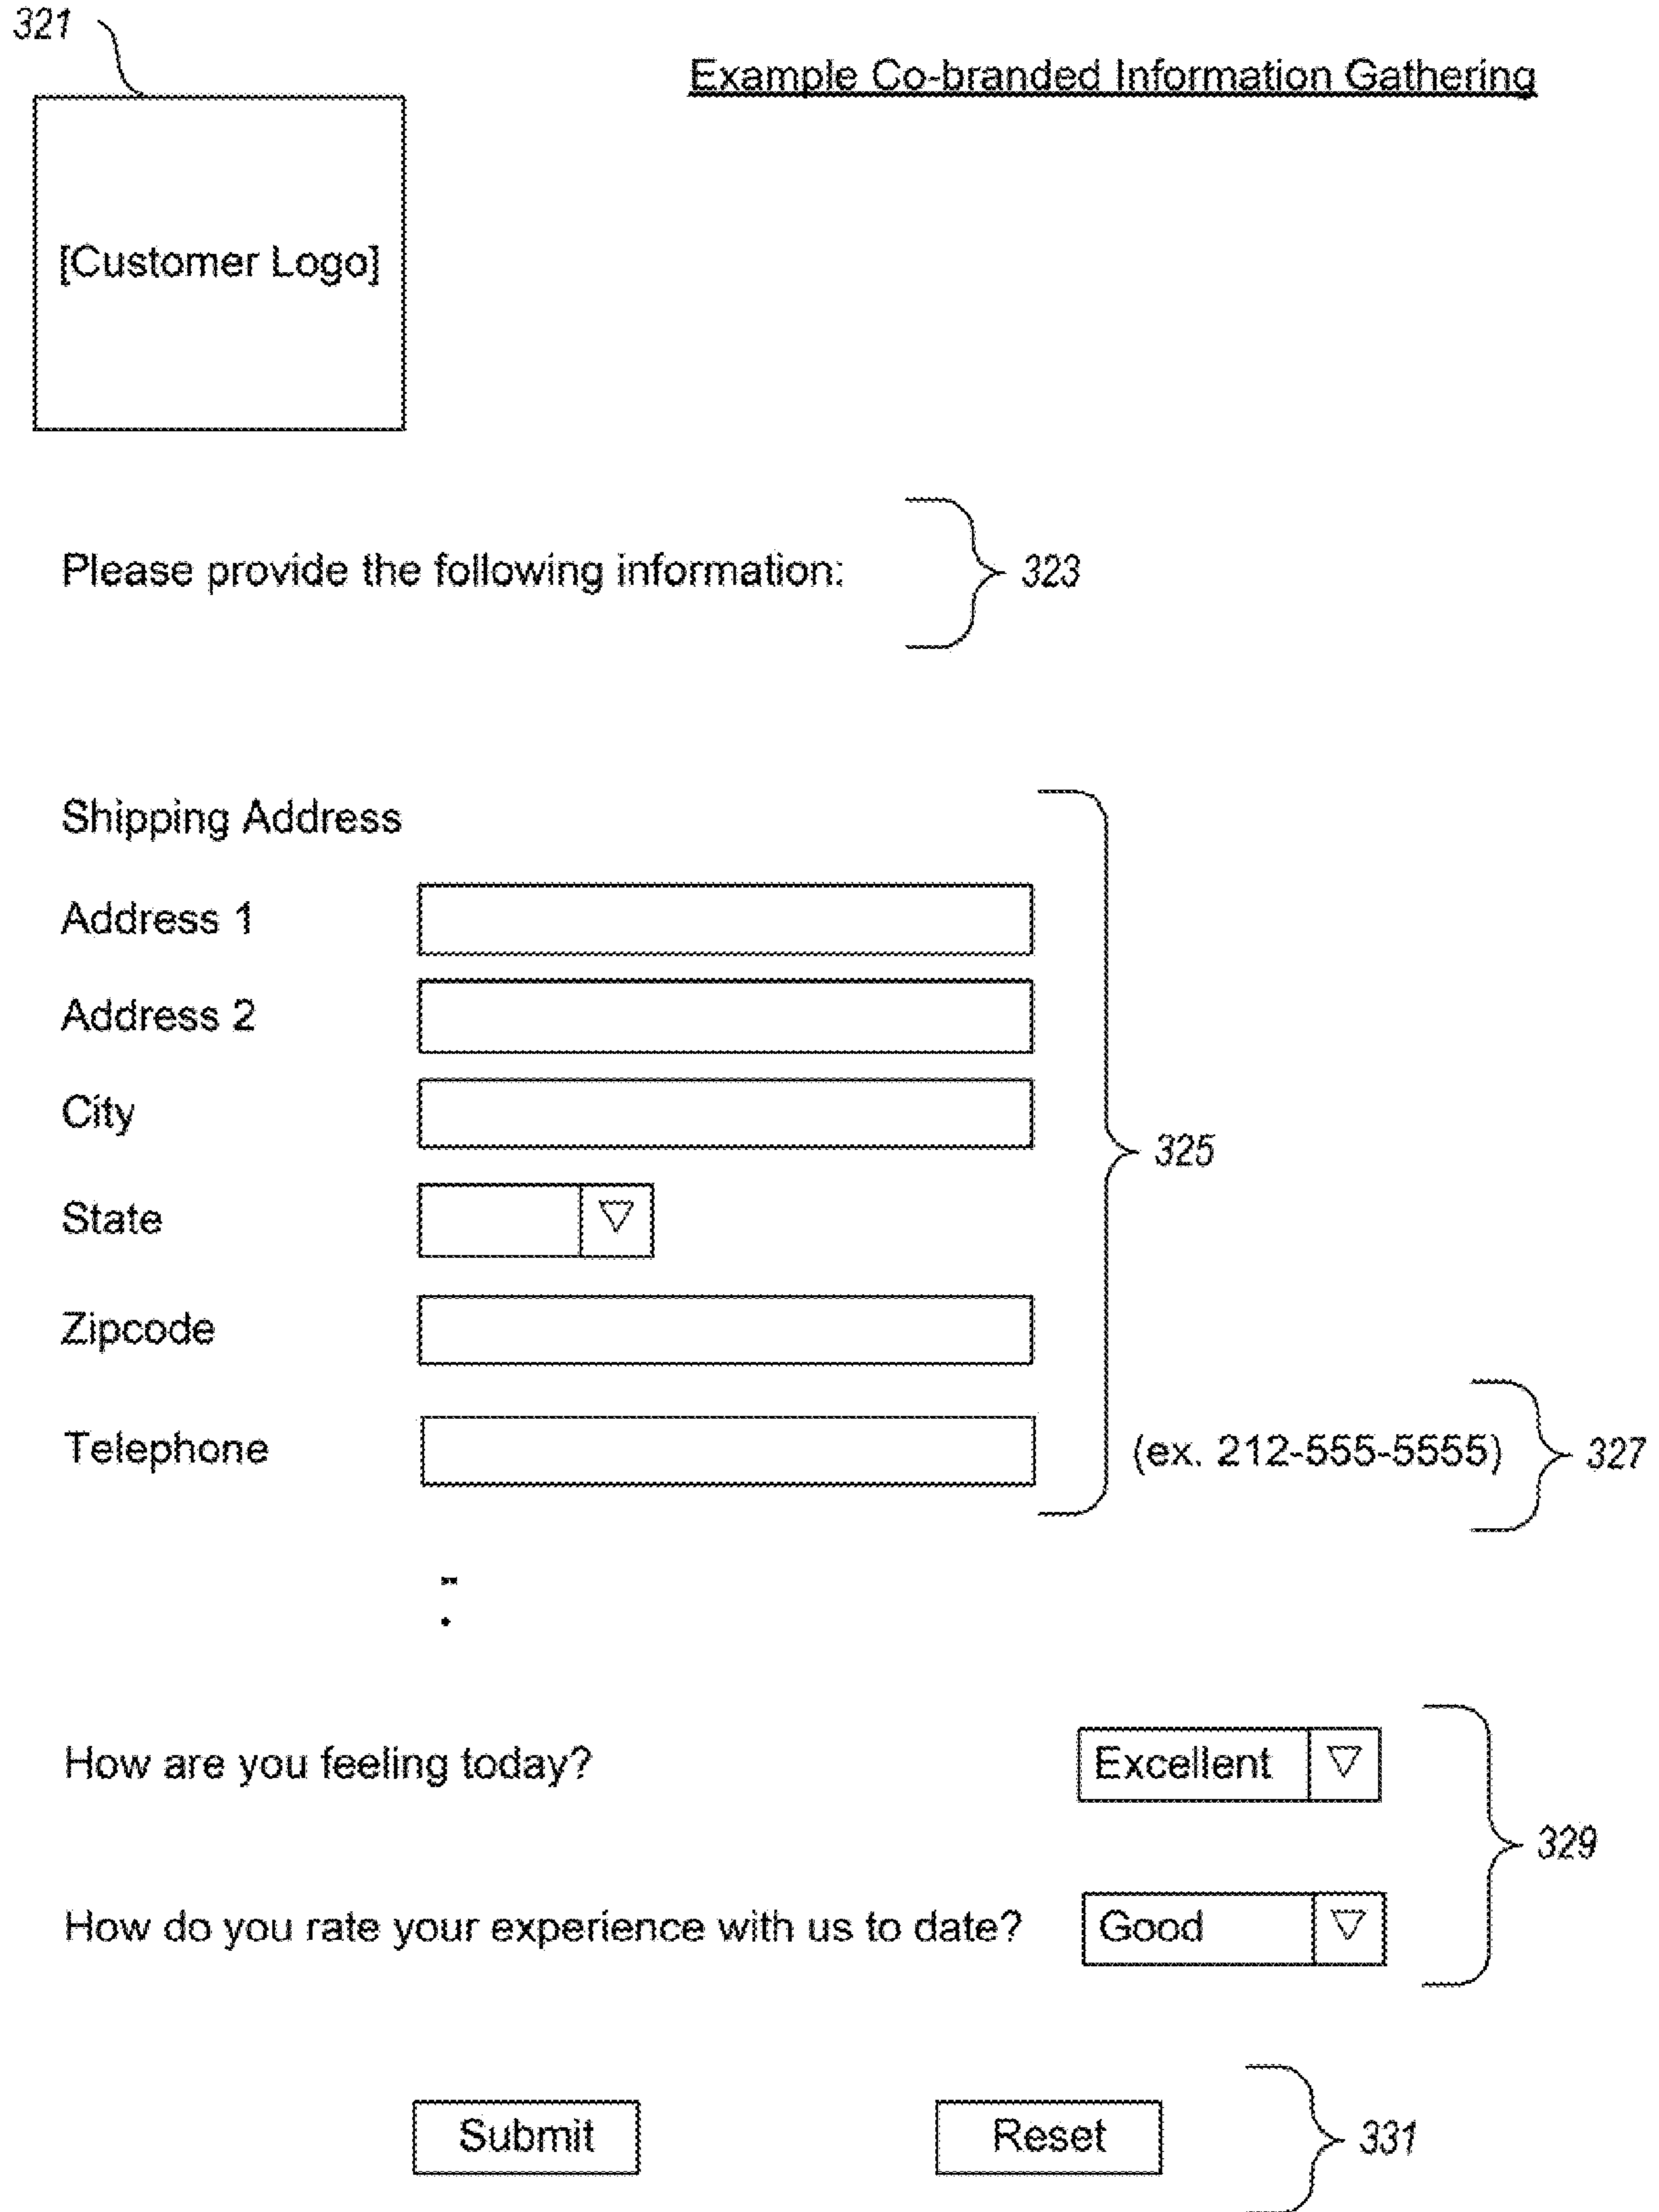 321
Example Co-branded Information Gathering
[Customer Logo]
Please provide the following information:
323
Shipping Address
Address 1
Address 2
City
325
State
Zipcode
Telephone
(ex. 212-555-5555)
327
How are you feeling today?
Excellent
329
How do you rate your experience with us to date?
Good
Submit
Reset
331